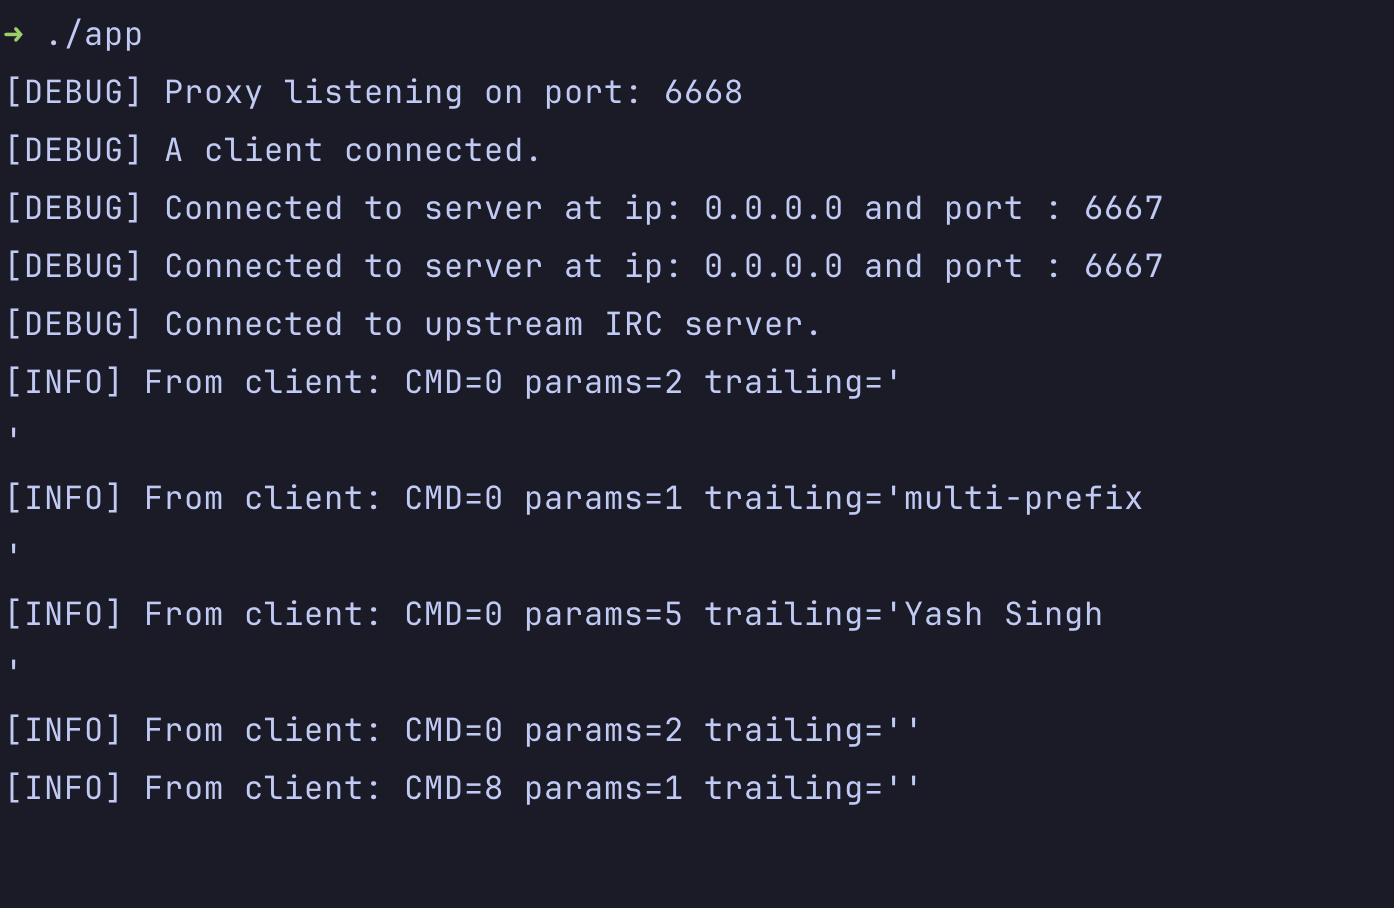 ➜ ./app
[DEBUG] Proxy listening on port: 6668
[DEBUG] A client connected.
[DEBUG] Connected to server at ip: 0.0.0.0 and port : 6667
[DEBUG] Connected to server at ip: 0.0.0.0 and port : 6667
[DEBUG] Connected to upstream IRC server.
[INFO] From client: CMD=0 params=2 trailing='
'
[INFO] From client: CMD=0 params=1 trailing='multi-prefix
'
[INFO] From client: CMD=0 params=5 trailing='Yash Singh
'
[INFO] From client: CMD=0 params=2 trailing=''
[INFO] From client: CMD=8 params=1 trailing=''